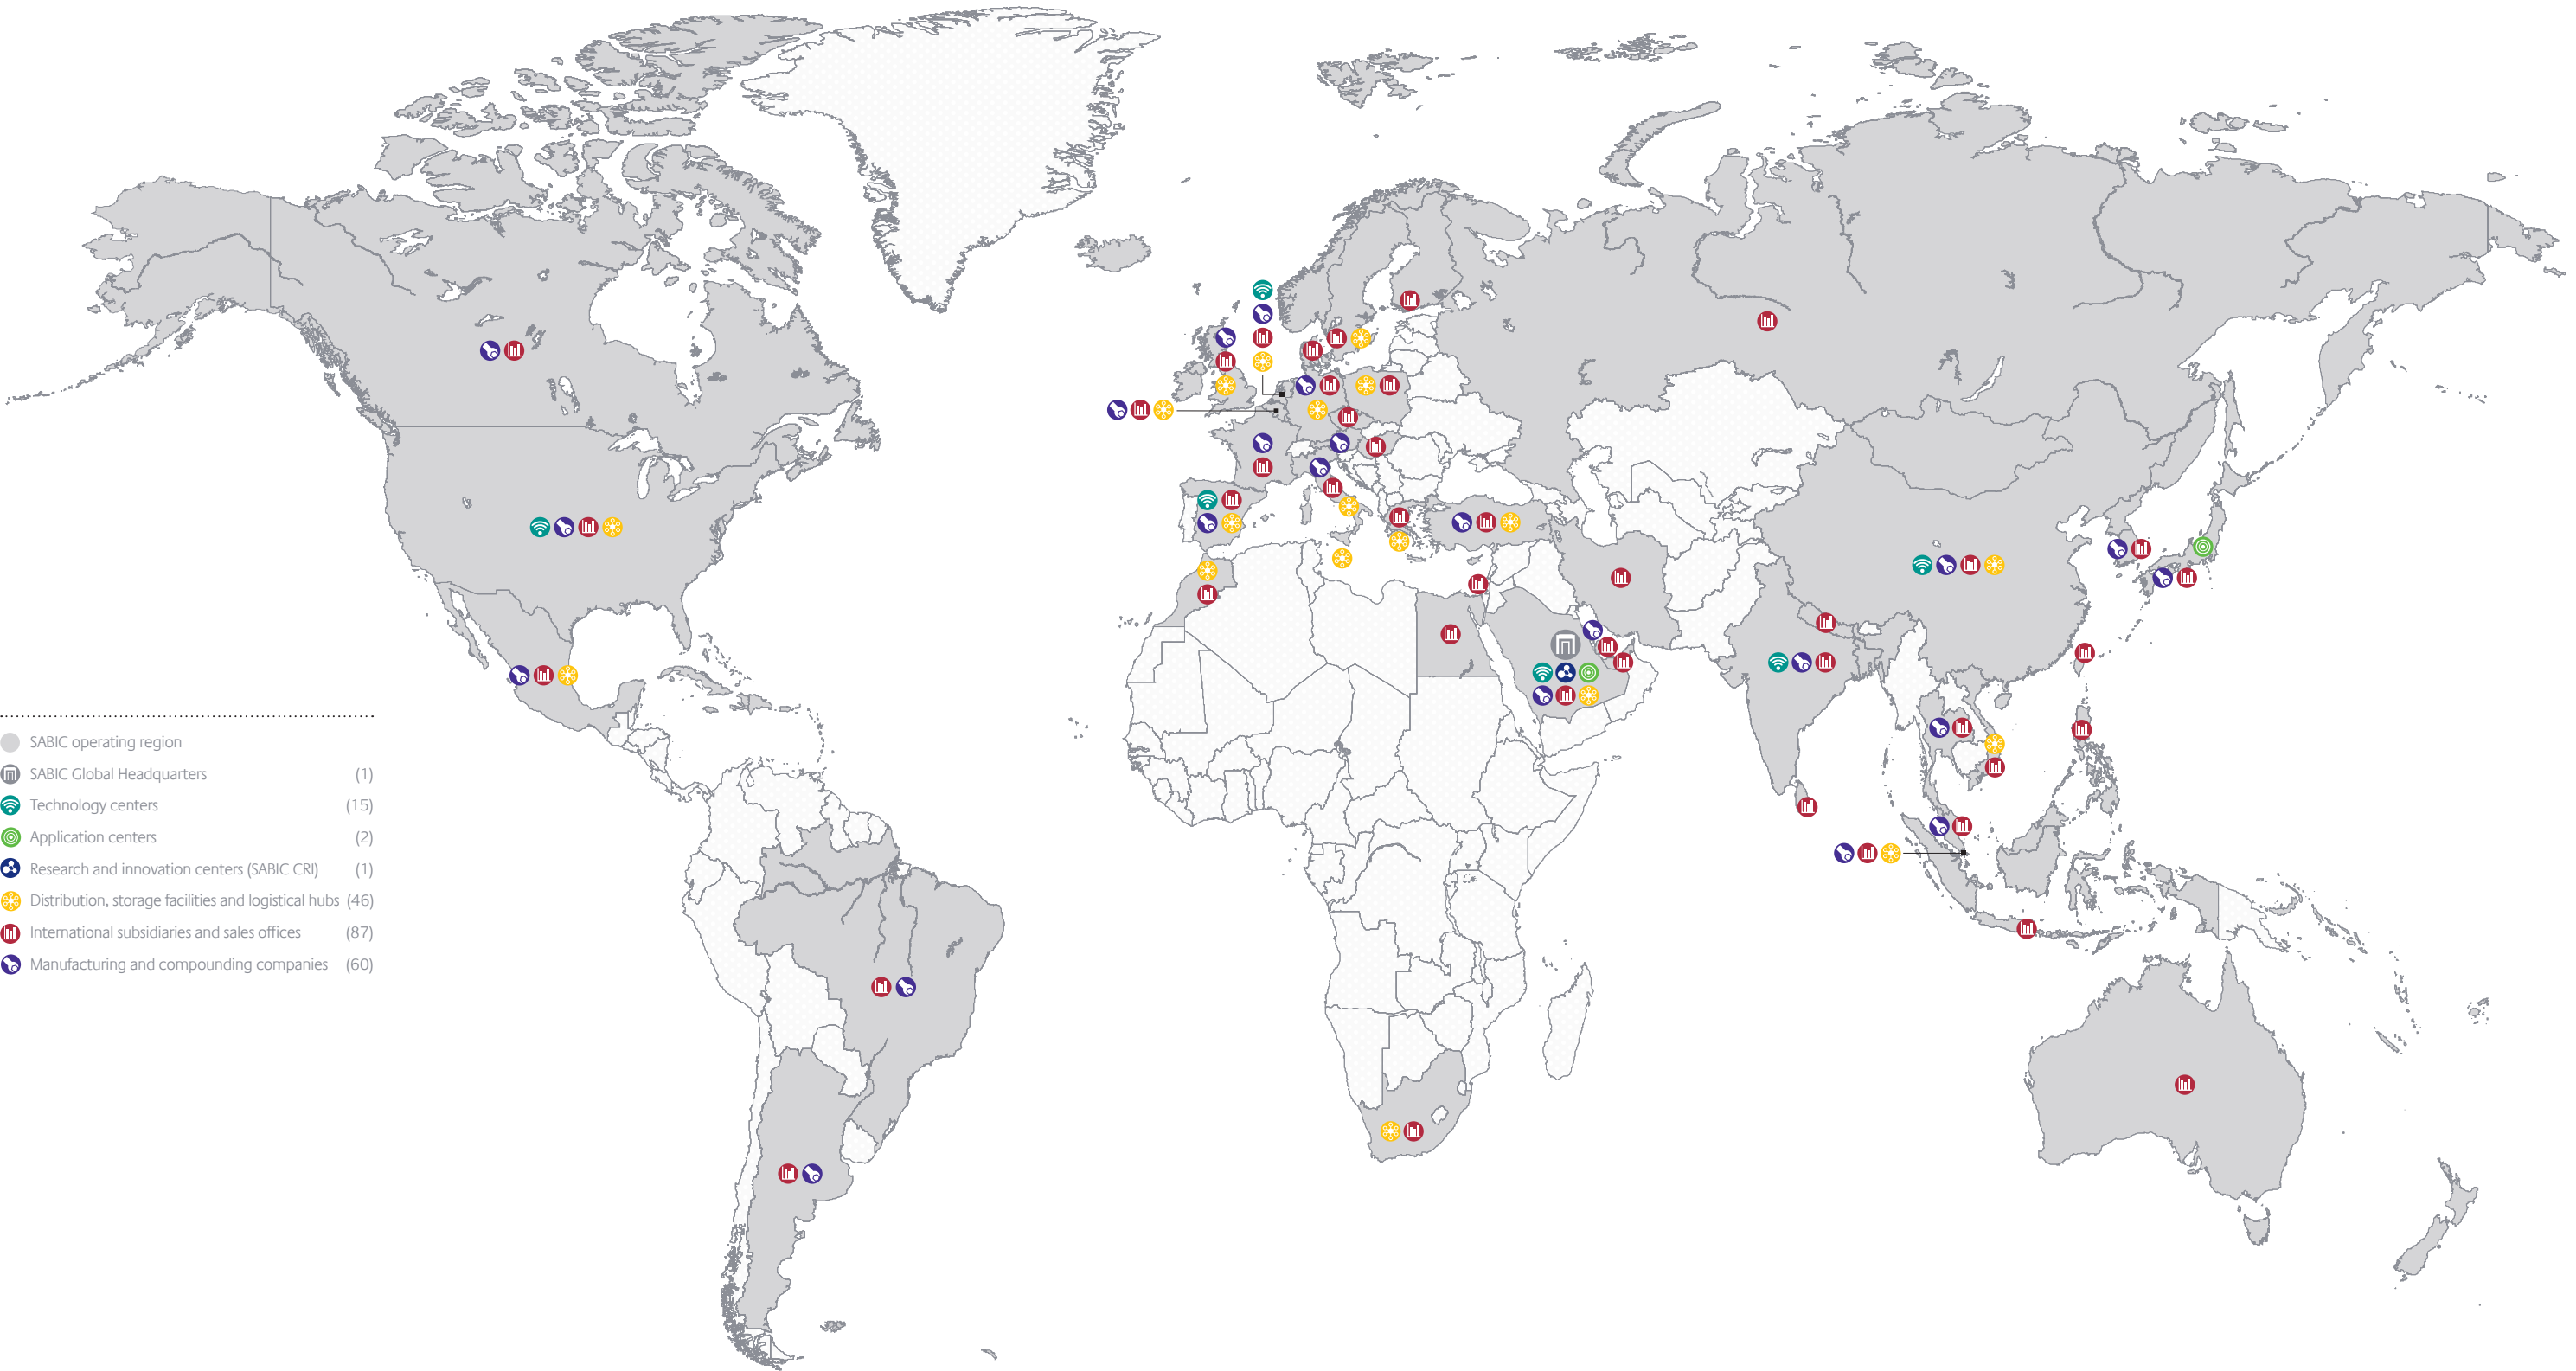 SABIC operating region
SABIC Global Headquarters (1)
Technology centers (15)
Application centers (2)
Research and innovation centers (SABIC CRI) (1)
Distribution, storage facilities and logistical hubs (46)
International subsidiaries and sales offices (87)
Manufacturing and compounding companies (60)